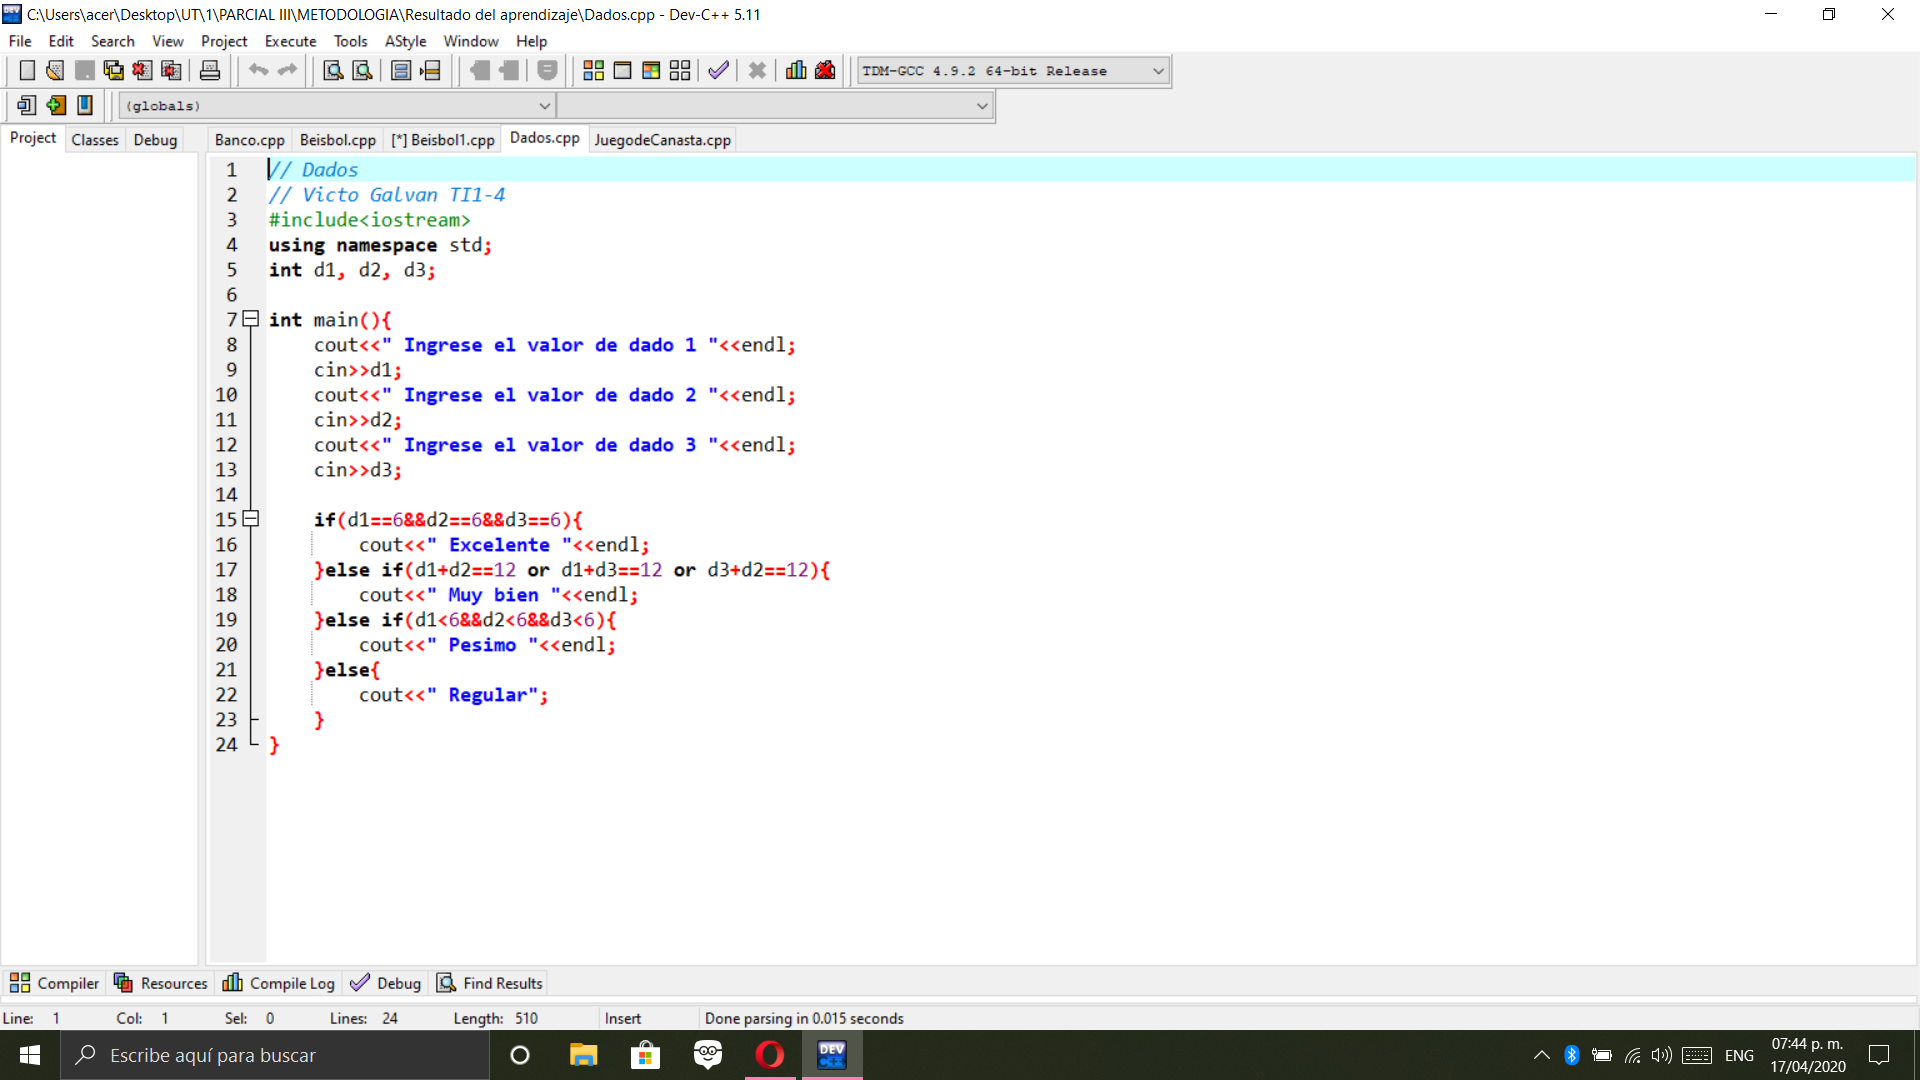 C:\Users\acer\Desktop\UT\1\PARCIAL III\METODOLOGIA\Resultado del aprendizaje\Dados.cpp - Dev-C++ 5.11
File Edit Search View Project Execute Tools AStyle Window Help
TDM-GCC 4.9.2 64-bit Release
(globals)
Project Classes Debug Banco.cpp Beisbol.cpp [*] Beisbol1.cpp Dados.cpp JuegodeCanasta.cpp
1 // Dados
2 // Victo Galvan TI1-4
3 #include<iostream>
4 using namespace std;
5 int d1, d2, d3;
6
7 int main(){
8 cout<<" Ingrese el valor de dado 1 "<<endl;
9 cin>>d1;
10 cout<<" Ingrese el valor de dado 2 "<<endl;
11 cin>>d2;
12 cout<<" Ingrese el valor de dado 3 "<<endl;
13 cin>>d3;
14
15 if(d1==6&&d2==6&&d3==6){
16 cout<<" Excelente "<<endl;
17 }else if(d1+d2==12 or d1+d3==12 or d3+d2==12){
18 cout<<" Muy bien "<<endl;
19 }else if(d1<6&&d2<6&&d3<6){
20 cout<<" Pesimo "<<endl;
21 }else{
22 cout<<" Regular";
23 }
24 }
Compiler Resources Compile Log Debug Find Results
Line: 1 Col: 1 Sel: 0 Lines: 24 Length: 510 Insert Done parsing in 0.015 seconds
Escribe aquí para buscar
DEV C++
ENG
07:44 p. m.
17/04/2020